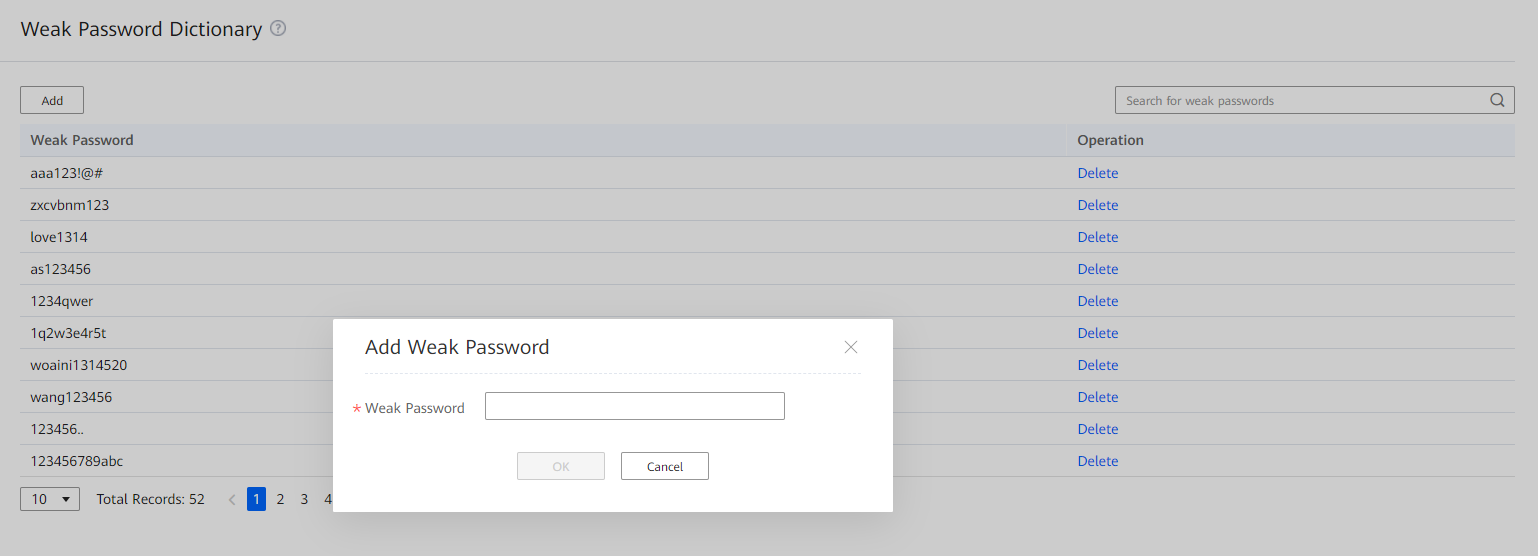 Weak Password Dictionary ?
Add
Search for weak passwords
Weak Password Operation
aaa123!@# Delete
zxcvbnm123 Delete
love1314 Delete
as123456 Delete
1234qwer Delete
1q2w3e4r5t Delete
woaini1314520 Delete
wang123456 Delete
123456.. Delete
123456789abc Delete
10 Total Records: 52 < 1 2 3 4
Add Weak Password
* Weak Password
OK Cancel